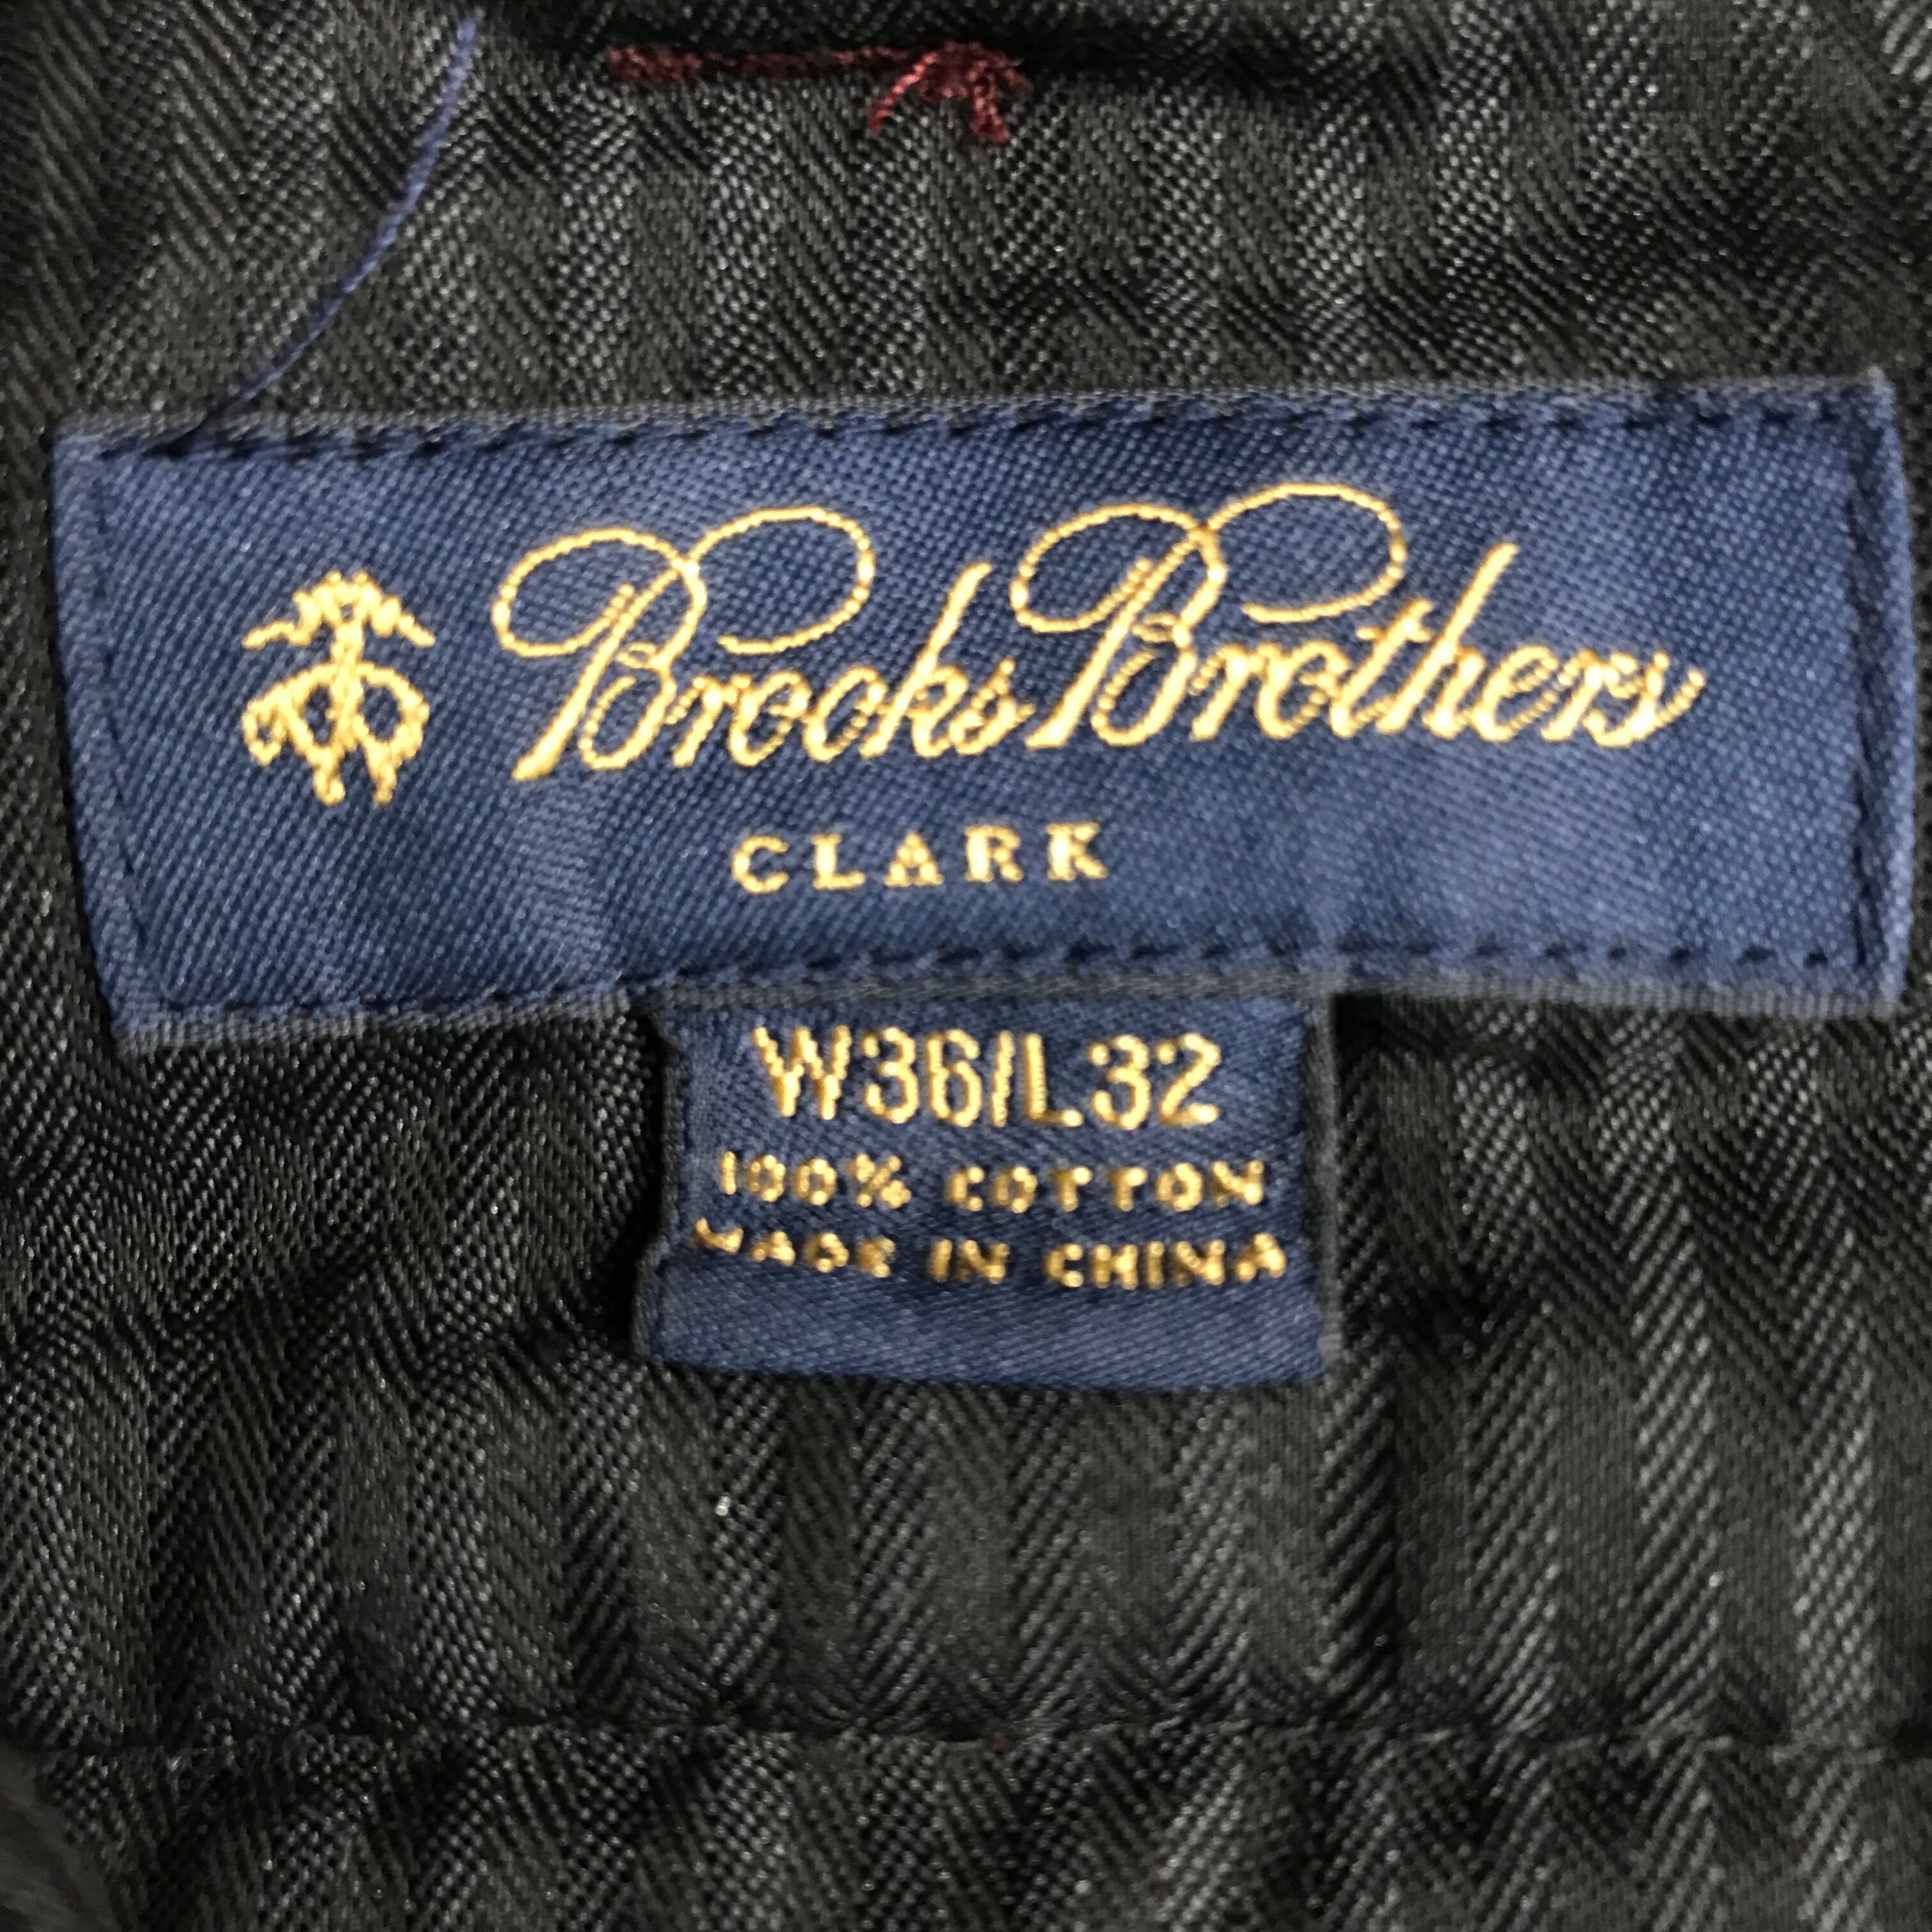 Brooks Brothers
CLARK
W36/L32
100% COTTON
MADE IN CHINA